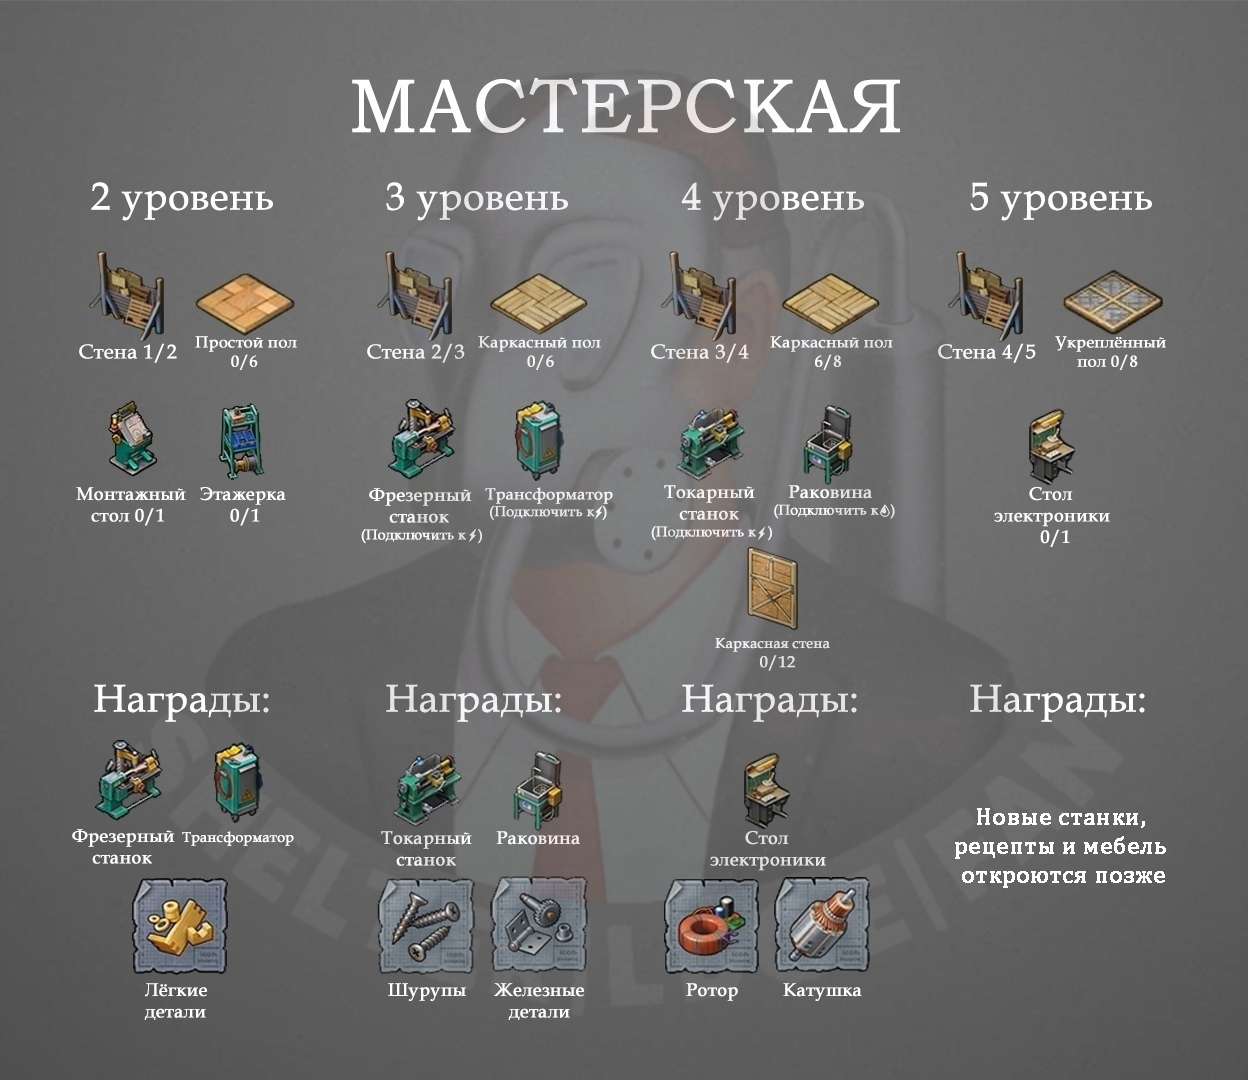 МАСТЕРСКАЯ
2 уровень
3 уровень
4 уровень
5 уровень
Стена 1/2
Простой пол
0/6
Стена 2/3
Каркасный пол
0/6
Стена 3/4
Каркасный пол
6/8
Стена 4/5
Укреплённый
пол 0/8
Монтажный
стол 0/1
Этажерка
0/1
Фрезерный
станок
(Подключить к⚡)
Трансформатор
(Подключить к⚡)
Токарный
станок
(Подключить к⚡)
Раковина
(Подключить к💧)
Стол
электроники
0/1
Каркасная стена
0/12
Награды:
Награды:
Награды:
Награды:
Фрезерный
станок
Трансформатор
Токарный
станок
Раковина
Стол
электроники
Новые станки,
рецепты и мебель
откроются позже
Лёгкие
детали
Шурупы
Железные
детали
Ротор
Катушка